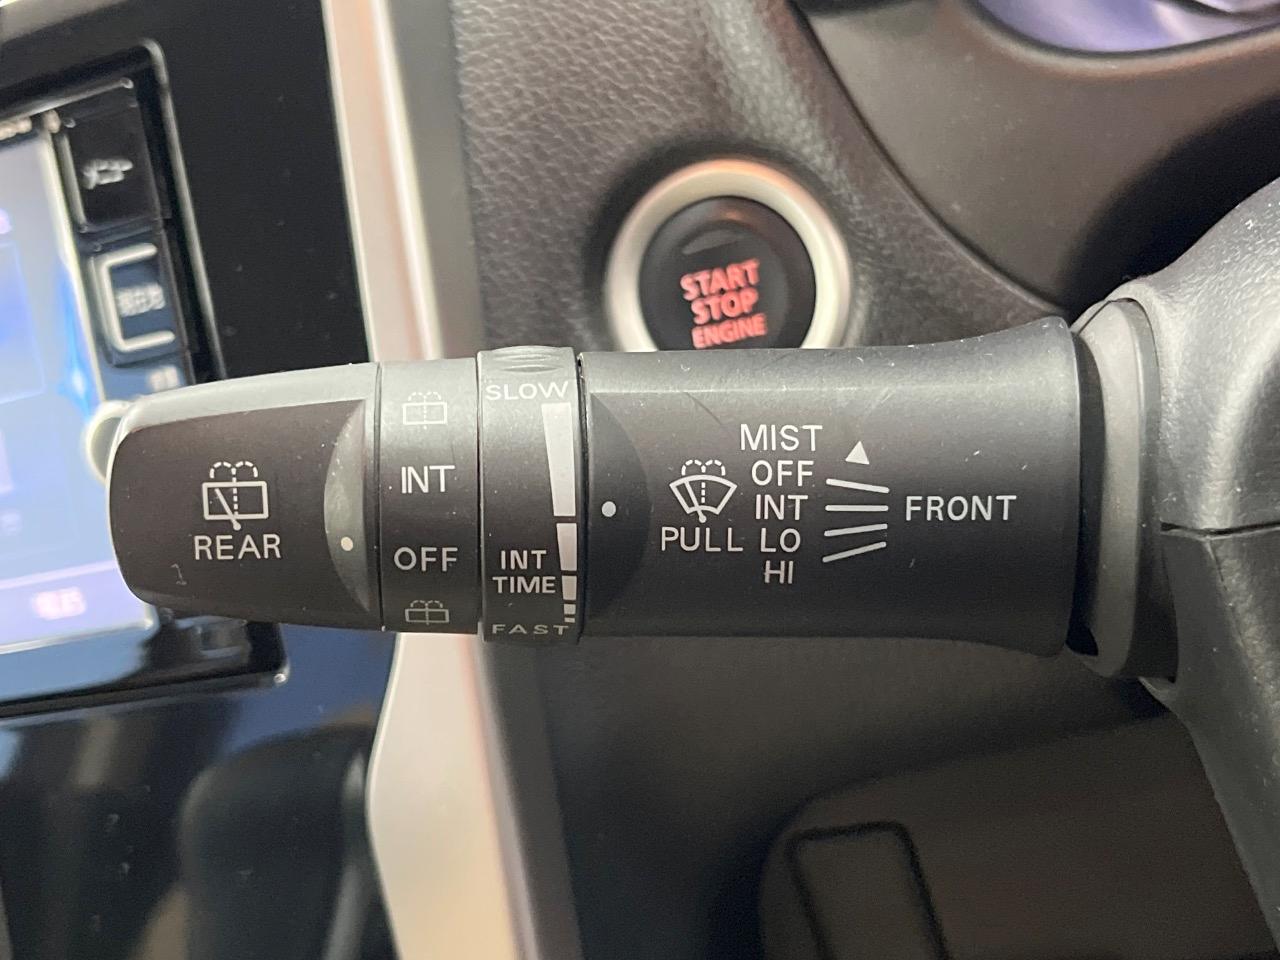 START
STOP
ENGINE
REAR
INT
OFF
SLOW
INT
TIME
FAST
MIST
OFF
INT
PULL LO
HI
FRONT